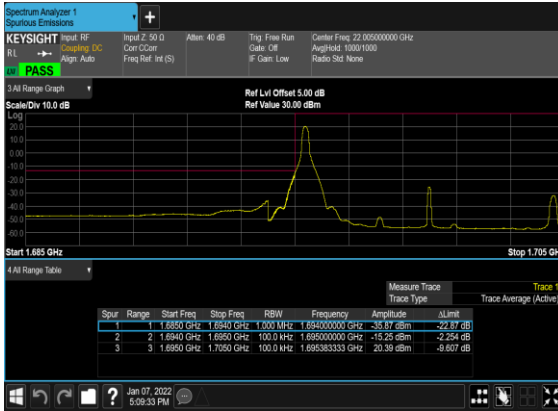 Spectrum Analyzer 1
Spurious Emissions
KEYSIGHT
Input: RF
Input Z: 50 Ω
Atten: 40 dB
Trig: Free Run
Center Freq: 22.005000000 GHz
RL
Coupling: DC
Corr CCorr
Gate: Off
Avg|Hold: 1000/1000
Align: Auto
Freq Ref: Int (S)
IF Gain: Low
Radio Std: None
PASS
3 All Range Graph
Ref Lvl Offset 5.00 dB
Scale/Div 10.0 dB
Ref Value 30.00 dBm
Log
20.0
10.0
0.00
-10.0
-20.0
-30.0
-40.0
-50.0
-60.0
Start 1.685 GHz
Stop 1.705 GH
4 All Range Table
Measure Trace
Trace 1
Trace Type
Trace Average (Active)
Spur Range Start Freq Stop Freq RBW Frequency Amplitude ΔLimit
1 1 1.6850 GHz 1.6940 GHz 1.000 MHz 1.694000000 GHz -35.87 dBm -22.87 dB
2 2 1.6940 GHz 1.6950 GHz 100.0 kHz 1.695000000 GHz -15.25 dBm -2.254 dB
3 3 1.6950 GHz 1.7050 GHz 100.0 kHz 1.695383333 GHz 20.39 dBm -9.607 dB
Jan 07, 2022
5:09:33 PM